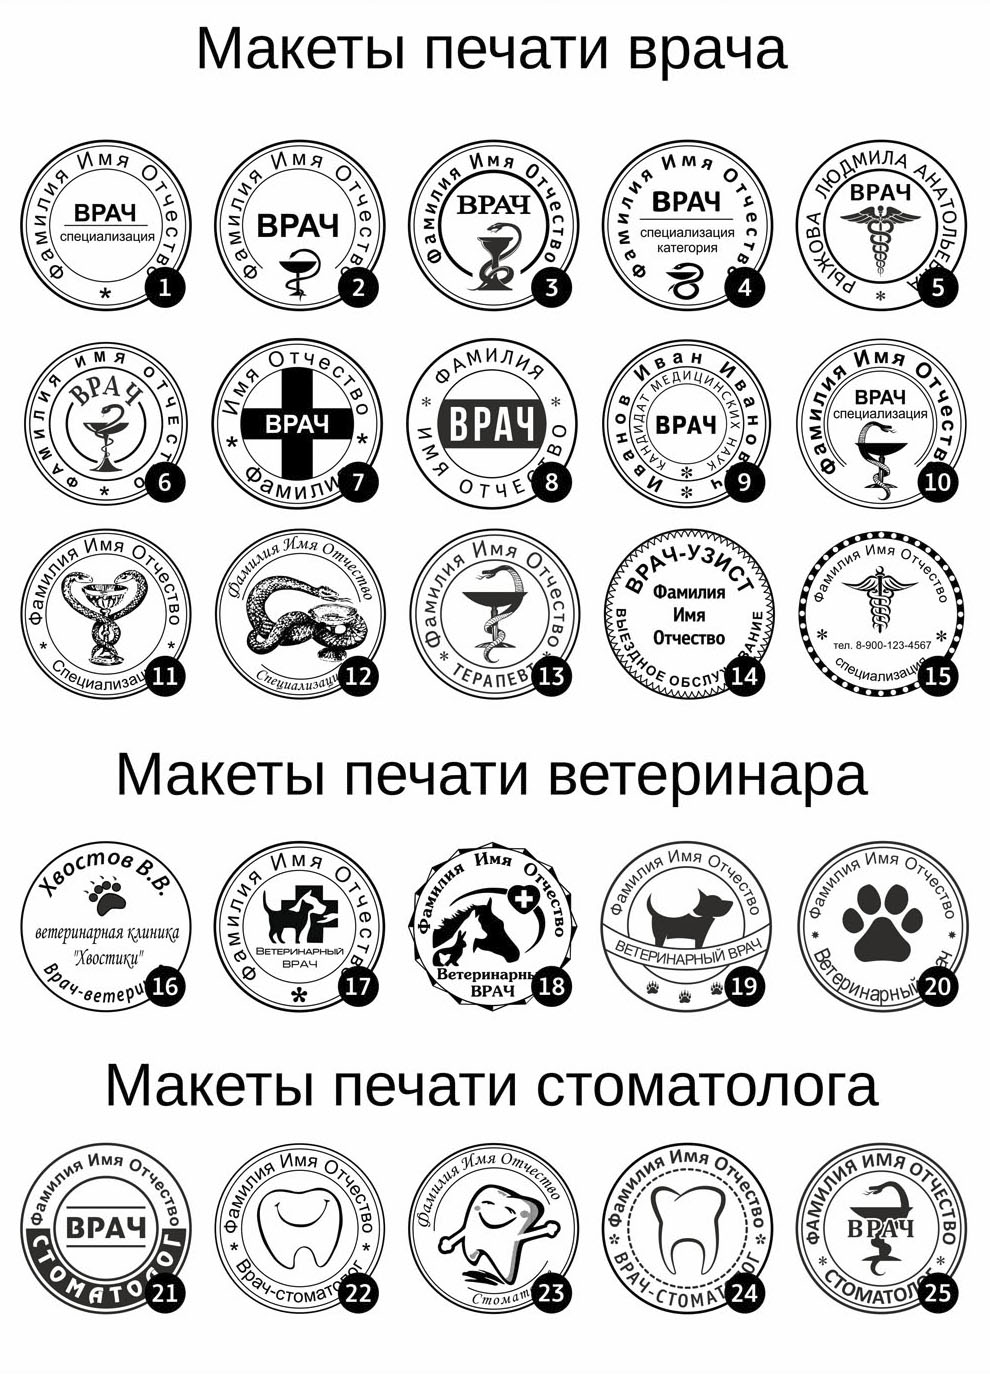 Макеты печати врача
Фамилия Имя Отчество
ВРАЧ
специализация
*
1
Фамилия Имя Отчество
ВРАЧ
2
Фамилия Имя Отчество
ВРАЧ
3
Фамилия Имя Отчество
ВРАЧ
специализация
категория
4
РЫЖОВА ЛЮДМИЛА АНАТОЛЬЕВНА
ВРАЧ
*
5
ФАМИЛИЯ ИМЯ ОТЧЕСТВО
ВРАЧ
*
6
Имя Отчество
ВРАЧ
* Фамилия *
7
ФАМИЛИЯ
ВРАЧ
* ИМЯ ОТЧЕСТВО *
8
Иванов Иван Иванович
КАНДИДАТ МЕДИЦИНСКИХ НАУК
ВРАЧ
*
*
9
Фамилия Имя Отчество
ВРАЧ
специализация
10
Фамилия Имя Отчество
* Специализац *
11
Фамилия Имя Отчество
Специализаци
12
Фамилия Имя Отчество
* ТЕРАПЕВТ *
13
ВРАЧ-УЗИСТ
Фамилия
Имя
Отчество
ВЫЕЗДНОЕ ОБСЛУЖИВАНИЕ
14
Фамилия Имя Отчество
* *
тел. 8-900-123-4567
специализаци
15
Макеты печати ветеринара
Хвостов В.В.
ветеринарная клиника
"Хвостики"
Врач-ветери
16
Фамилия Имя Отчество
ВЕТЕРИНАРНЫЙ
ВРАЧ
*
17
Фамилия Имя Отчество
Ветеринарный
ВРАЧ
18
Фамилия Имя Отчество
ВЕТЕРИНАРНЫЙ ВРАЧ
19
Фамилия Имя Отчество
* Ветеринарный врач *
20
Макеты печати стоматолога
Фамилия Имя Отчество
ВРАЧ
СТОМАТОЛОГ
21
Фамилия Имя Отчество
* Врач-стоматолог *
22
Фамилия Имя Отчество
Стомат
23
Фамилия Имя Отчество
* ВРАЧ-СТОМАТОЛОГ *
24
ФАМИЛИЯ ИМЯ ОТЧЕСТВО
ВРАЧ
* СТОМАТОЛОГ *
25